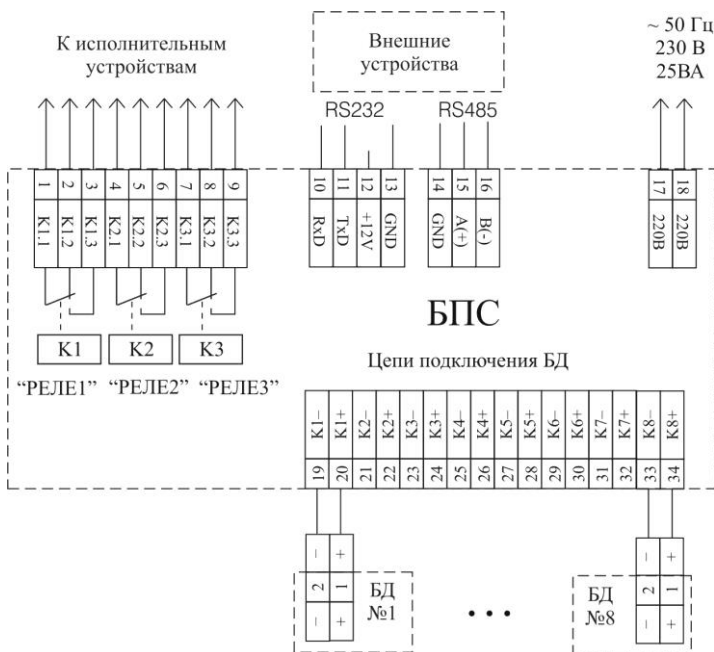 К исполнительным
устройствам
Внешние
устройства
~ 50 Гц
230 В
25ВА
RS232
RS485
1 2 3 4 5 6 7 8 9
K1.1 K1.2 K1.3 K2.1 K2.2 K2.3 K3.1 K3.2 K3.3
10 11 12 13
RxD TxD +12V GND
14 15 16
GND A(+) B(-)
17 18
220В 220В
K1 K2 K3
“РЕЛЕ1” “РЕЛЕ2” “РЕЛЕ3”
БПС
Цепи подключения БД
K1– K1+ K2– K2+ K3– K3+ K4– K4+ K5– K5+ K6– K6+ K7– K7+ K8– K8+
19 20 21 22 23 24 25 26 27 28 29 30 31 32 33 34
– +
2 1
– +
БД
№1
• • •
БД
№8
– +
2 1
– +